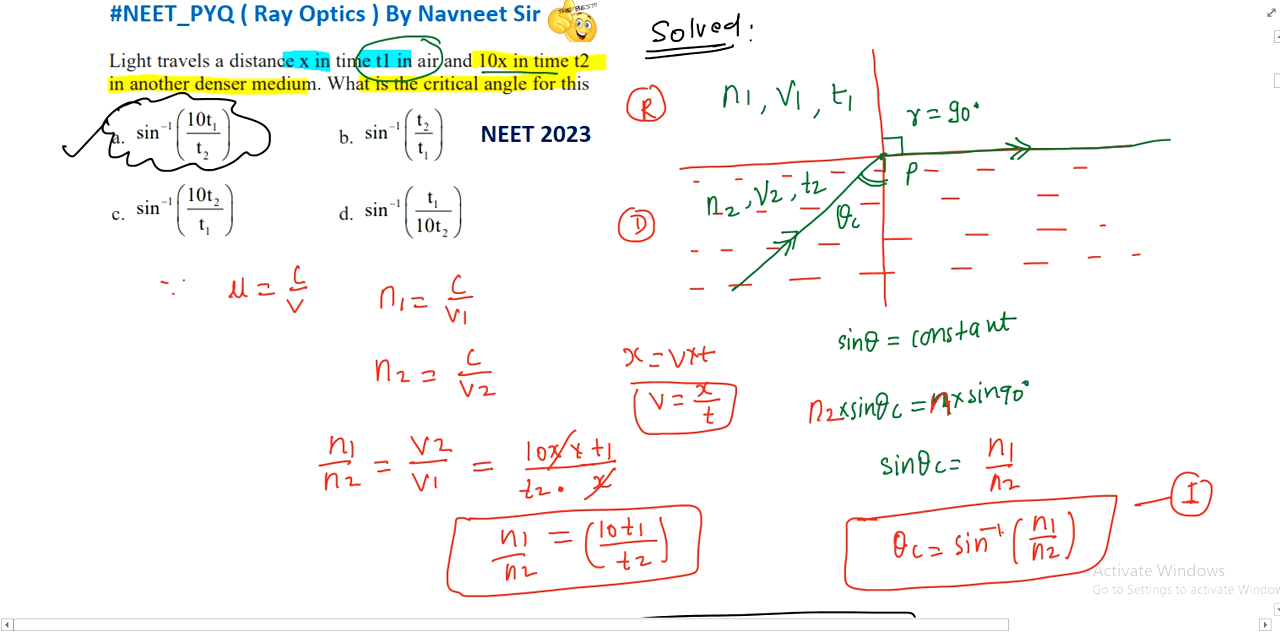 #NEET_PYQ ( Ray Optics ) By Navneet Sir
THE BEST!!
Solved:
Light travels a distance x in time t1 in air and 10x in time t2
in another denser medium. What is the critical angle for this
a. sin⁻¹(10t₁/t₂)
b. sin⁻¹(t₂/t₁)
NEET 2023
c. sin⁻¹(10t₂/t₁)
d. sin⁻¹(t₁/10t₂)
R
n1, V1, t1
r = 90°
P
n2, V2, t2
θc
D
∵ μ = C/V
n1 = C/V1
n2 = C/V2
x = V×t
V = x/t
n1/n2 = V2/V1 = 10x × t1/t2 . x
n1/n2 = (10t1/t2)
sinθ = constant
n2×sinθc = n1×sin90°
sinθc = n1/n2
θc = sin⁻¹(n1/n2)
I
Activate Windows
Go to Settings to activate Window